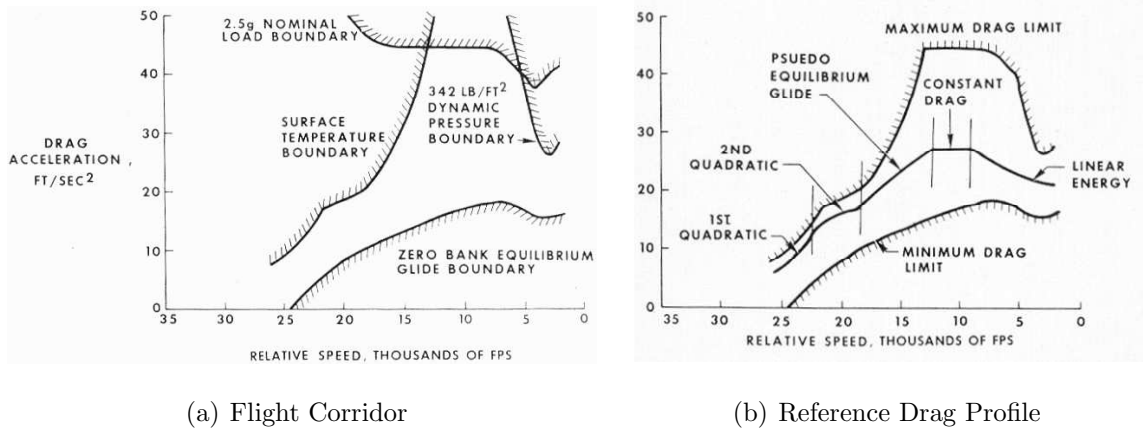 50
40
30
20
10
0
DRAG
ACCELERATION,
FT/SEC2
2.5g NOMINAL
LOAD BOUNDARY
342 LB/FT2
DYNAMIC
PRESSURE
BOUNDARY
SURFACE
TEMPERATURE
BOUNDARY
ZERO BANK EQUILIBRIUM
GLIDE BOUNDARY
35 30 25 20 15 10 5 0
RELATIVE SPEED, THOUSANDS OF FPS
(a) Flight Corridor
50
40
30
20
10
0
MAXIMUM DRAG LIMIT
PSUEDO
EQUILIBRIUM
GLIDE
CONSTANT
DRAG
2ND
QUADRATIC
1ST.
QUADRATIC
LINEAR
ENERGY
MINIMUM DRAG
LIMIT
35 30 25 20 15 10 5 0
RELATIVE SPEED, THOUSANDS OF FPS
(b) Reference Drag Profile